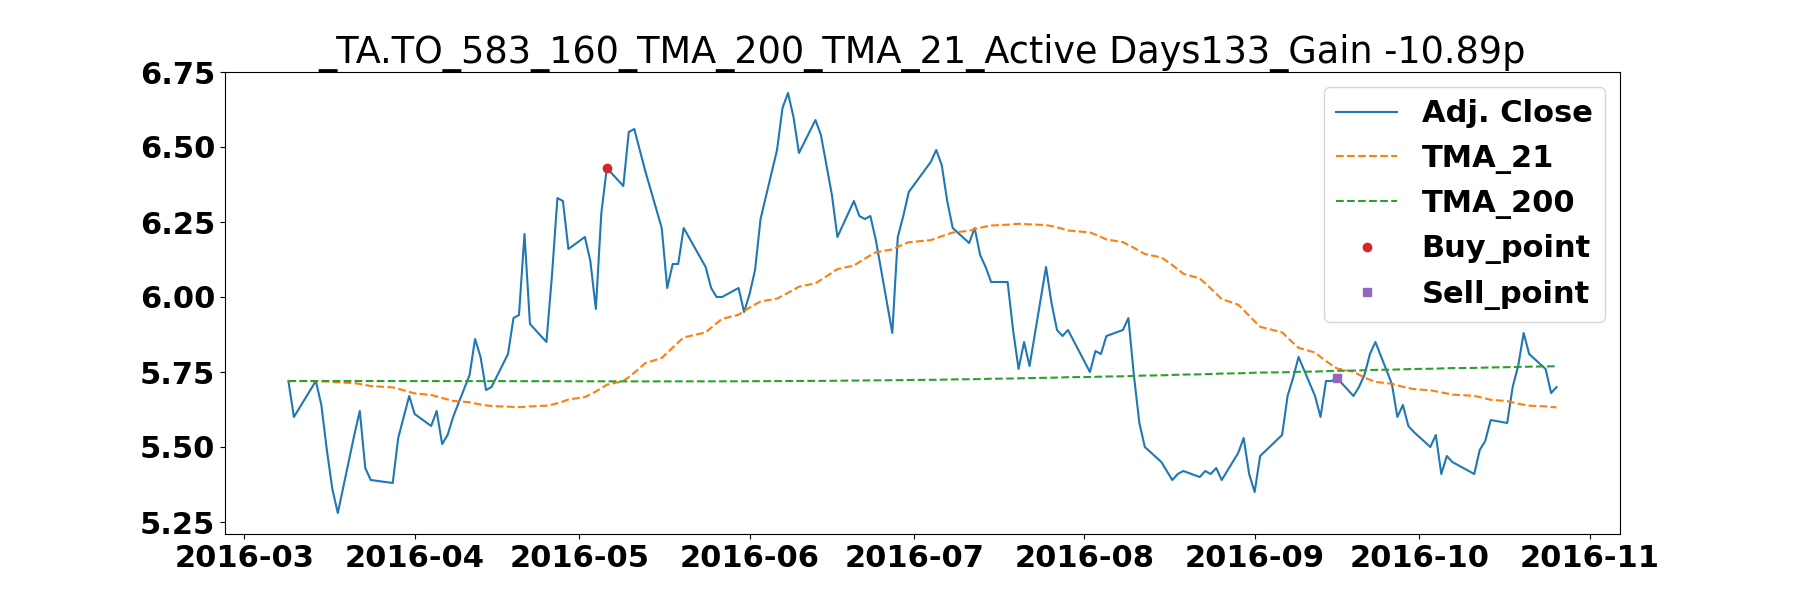 _TA.TO_583_160_TMA_200_TMA_21_Active Days133_Gain -10.89p
6.75
6.50
6.25
6.00
5.75
5.50
5.25
2016-03 2016-04 2016-05 2016-06 2016-07 2016-08 2016-09 2016-10 2016-11
Adj. Close
TMA_21
TMA_200
Buy_point
Sell_point